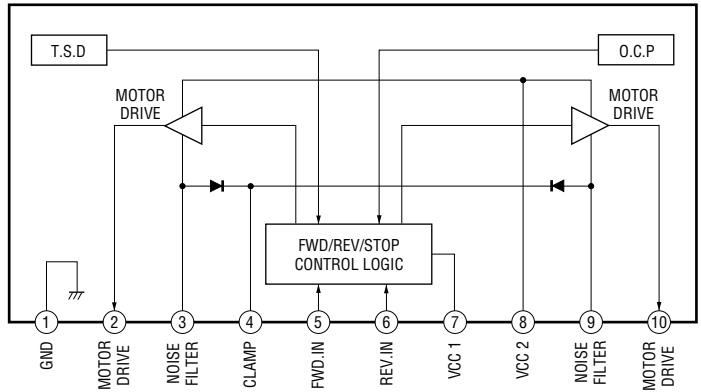 T.S.D
O.C.P
MOTOR
DRIVE
MOTOR
DRIVE
FWD/REV/STOP
CONTROL LOGIC
1
2
3
4
5
6
7
8
9
10
GND
MOTOR
DRIVE
NOISE
FILTER
CLAMP
FWD.IN
REV.IN
VCC 1
VCC 2
NOISE
FILTER
MOTOR
DRIVE